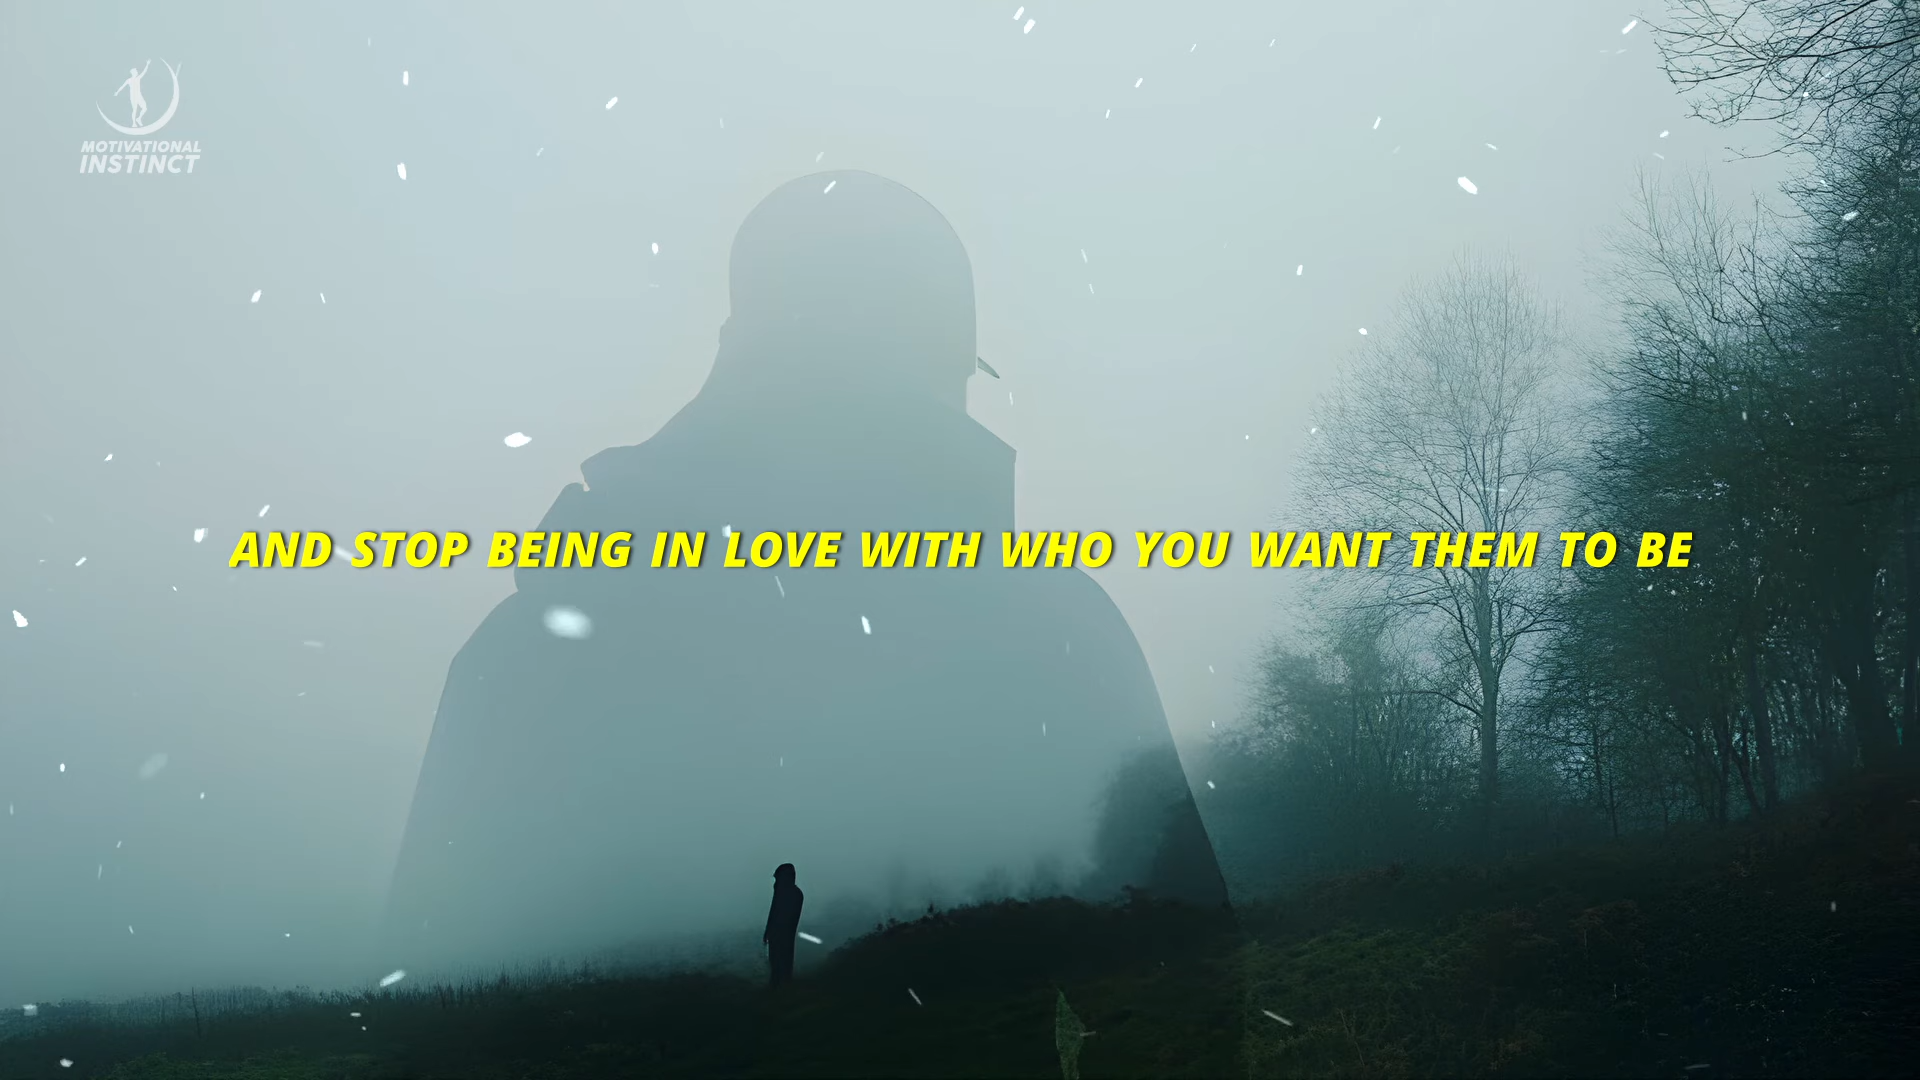 MOTIVATIONAL
INSTINCT
AND STOP BEING IN LOVE WITH WHO YOU WANT THEM TO BE